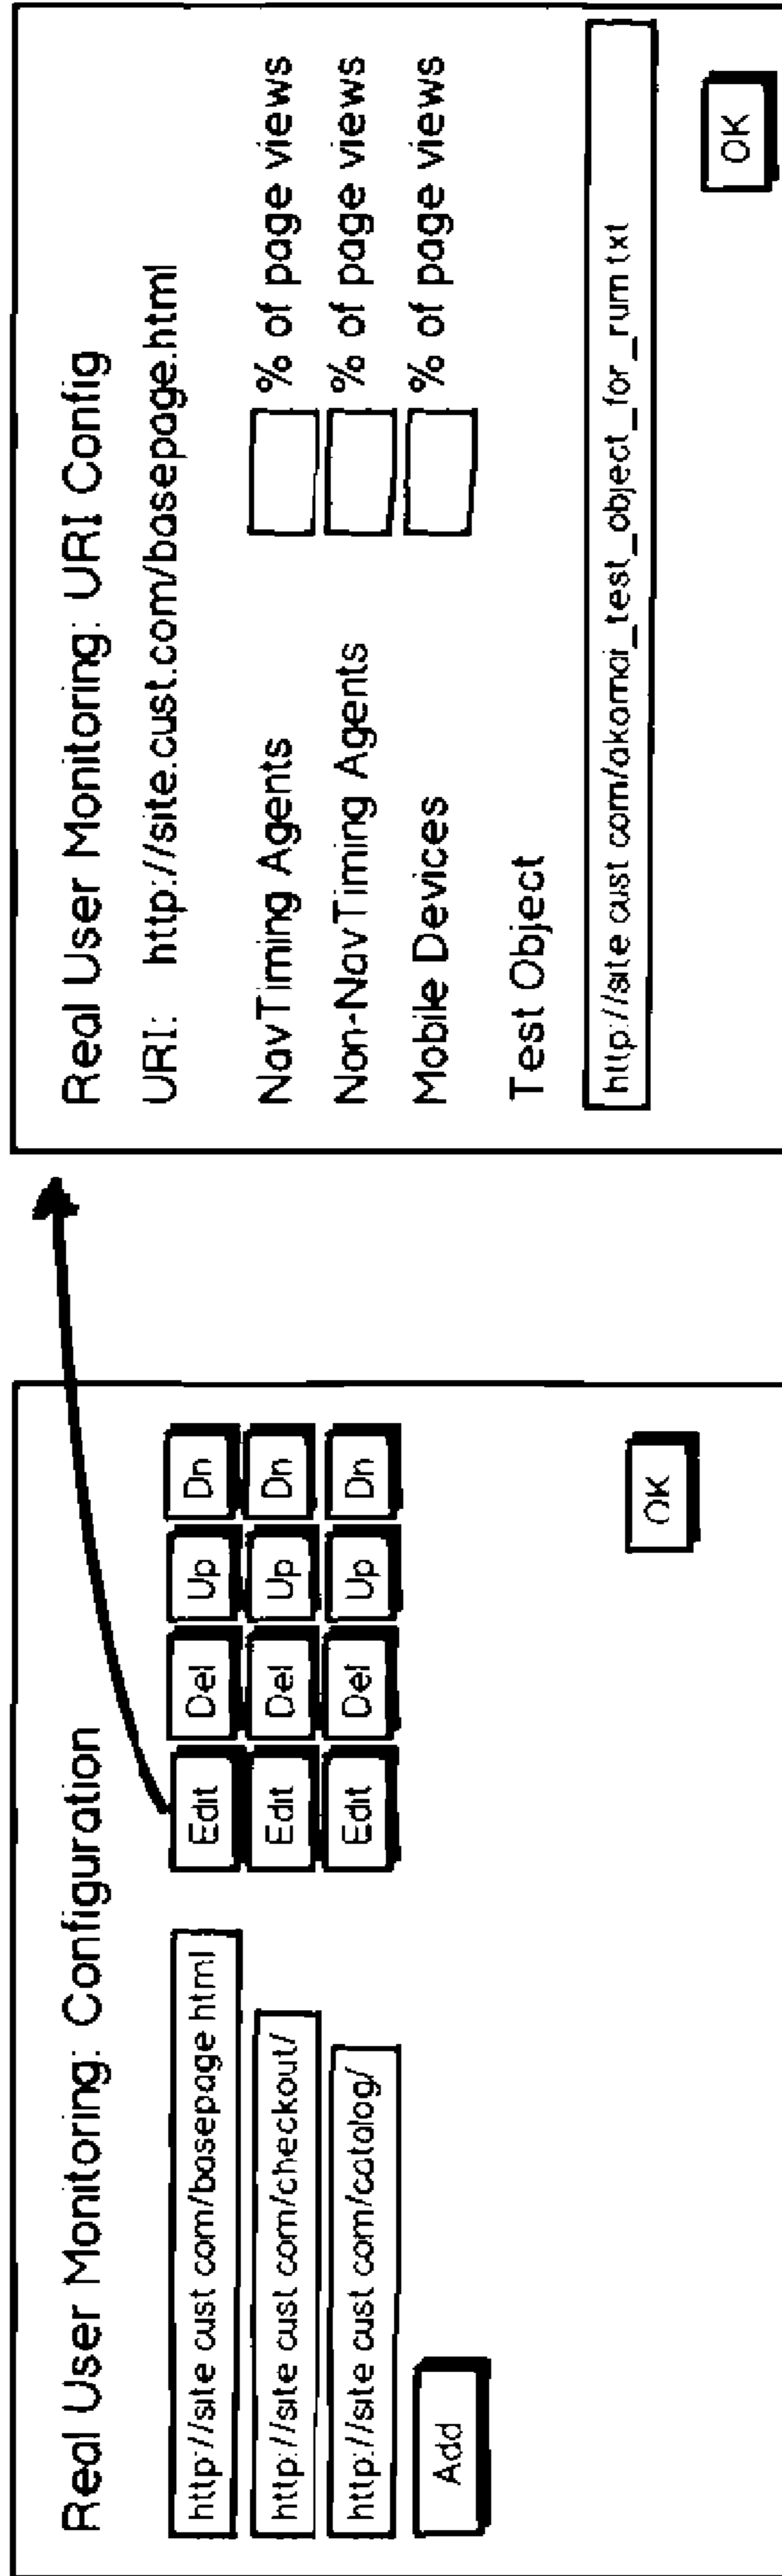 Real User Monitoring: Configuration
http://site cust com/basepage html Edit Del Up Dn
http://site cust com/checkout/ Edit Del Up Dn
http://site cust com/catalog/ Edit Del Up Dn
Add
OK
Real User Monitoring: URI Config
URI: http://site.cust.com/basepage.html
NavTiming Agents % of page views
Non-NavTiming Agents % of page views
Mobile Devices % of page views
Test Object
http://site cust com/akamai_test_object_for_rum txt
OK